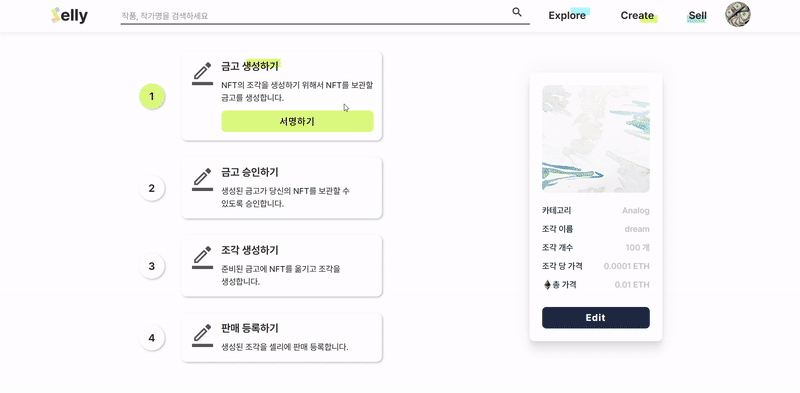 Selly
작품, 작가명을 검색하세요
Explore
Create
Sell
1
금고 생성하기
NFT의 조각을 생성하기 위해서 NFT를 보관할
금고를 생성합니다.
서명하기
2
금고 승인하기
생성된 금고가 당신의 NFT를 보관할 수
있도록 승인합니다.
3
조각 생성하기
준비된 금고에 NFT를 옮기고 조각을
생성합니다.
4
판매 등록하기
생성된 조각을 셀리에 판매 등록합니다.
카테고리 Analog
조각 이름 dream
조각 개수 100 개
조각 당 가격 0.0001 ETH
총 가격 0.01 ETH
Edit